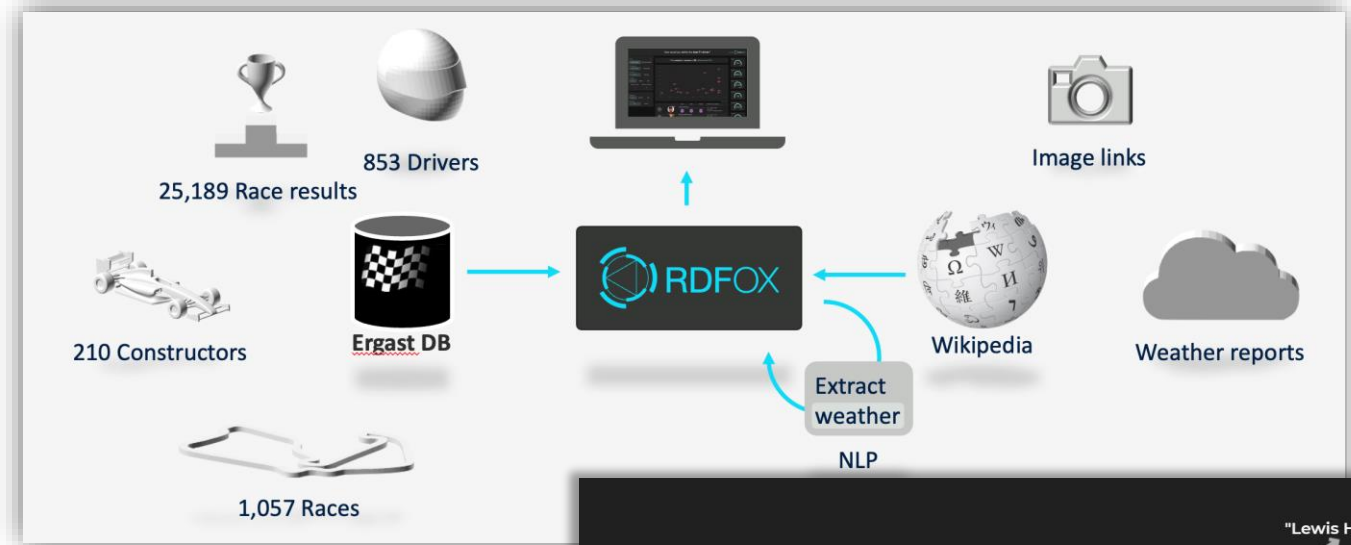 853 Drivers
25,189 Race results
Image links
RDFOX
Ω
W
И
維
Ergast DB
210 Constructors
Wikipedia
Weather reports
Extract
weather
NLP
1,057 Races
"Lewis H